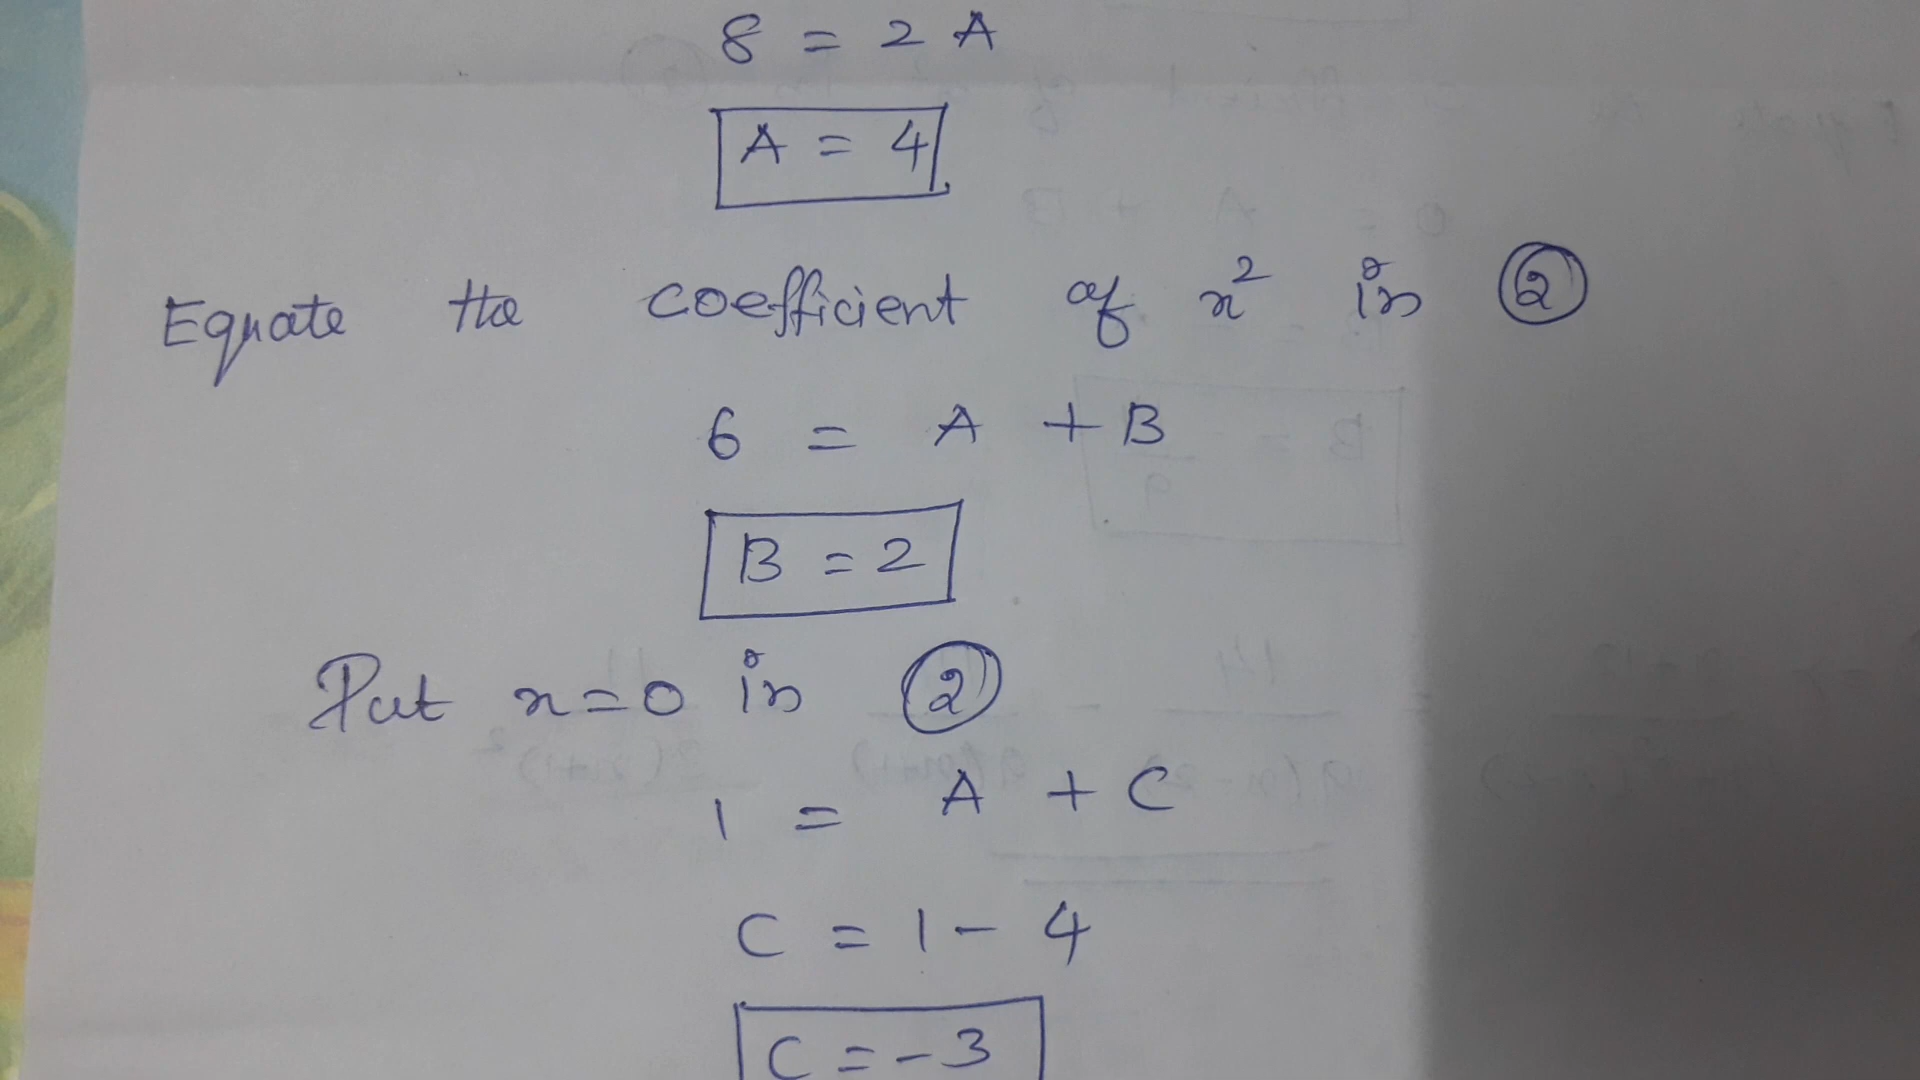 8 = 2 A
A = 4
Equate the coefficient of x² in ②
6 = A + B
B = 2
Put x = 0 in ②
1 = A + C
C = 1 - 4
C = -3